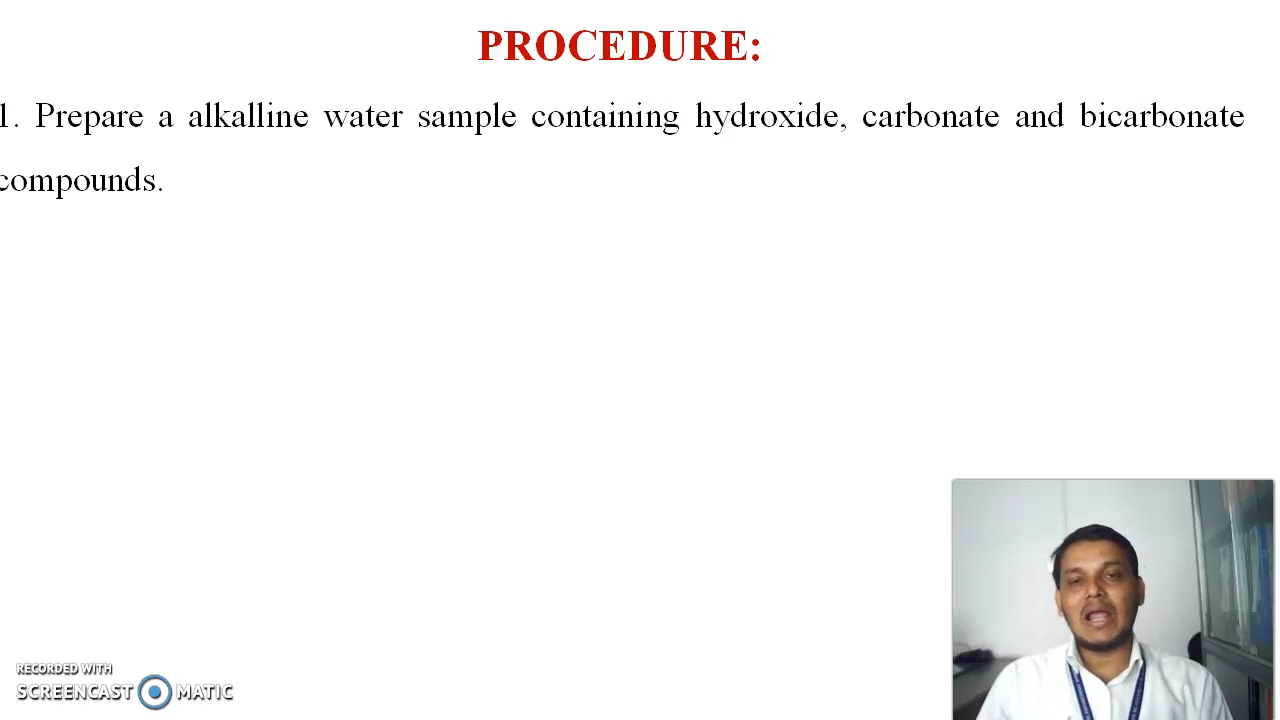 PROCEDURE:
1. Prepare a alkalline water sample containing hydroxide, carbonate and bicarbonate
compounds.
RECORDED WITH
SCREENCAST MATIC